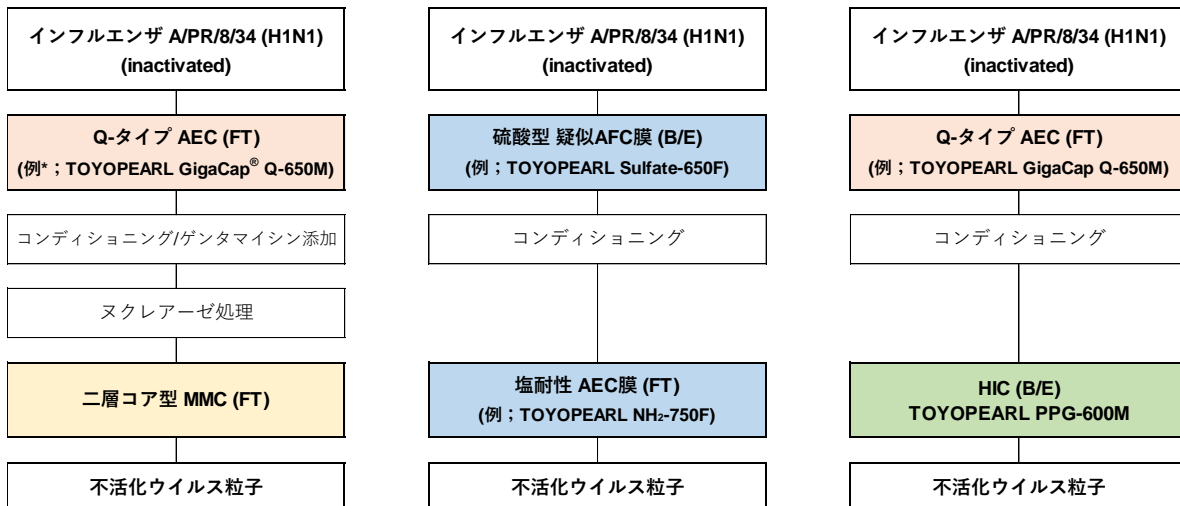 インフルエンザ A/PR/8/34 (H1N1)
(inactivated)
Q-タイプ AEC (FT)
(例*；TOYOPEARL GigaCap® Q-650M)
コンディショニング/ゲンタマイシン添加
ヌクレアーゼ処理
二層コア型 MMC (FT)
不活化ウイルス粒子
インフルエンザ A/PR/8/34 (H1N1)
(inactivated)
硫酸型 疑似AFC膜 (B/E)
(例；TOYOPEARL Sulfate-650F)
コンディショニング
塩耐性 AEC膜 (FT)
(例；TOYOPEARL NH₂-750F)
不活化ウイルス粒子
インフルエンザ A/PR/8/34 (H1N1)
(inactivated)
Q-タイプ AEC (FT)
(例；TOYOPEARL GigaCap Q-650M)
コンディショニング
HIC (B/E)
TOYOPEARL PPG-600M
不活化ウイルス粒子